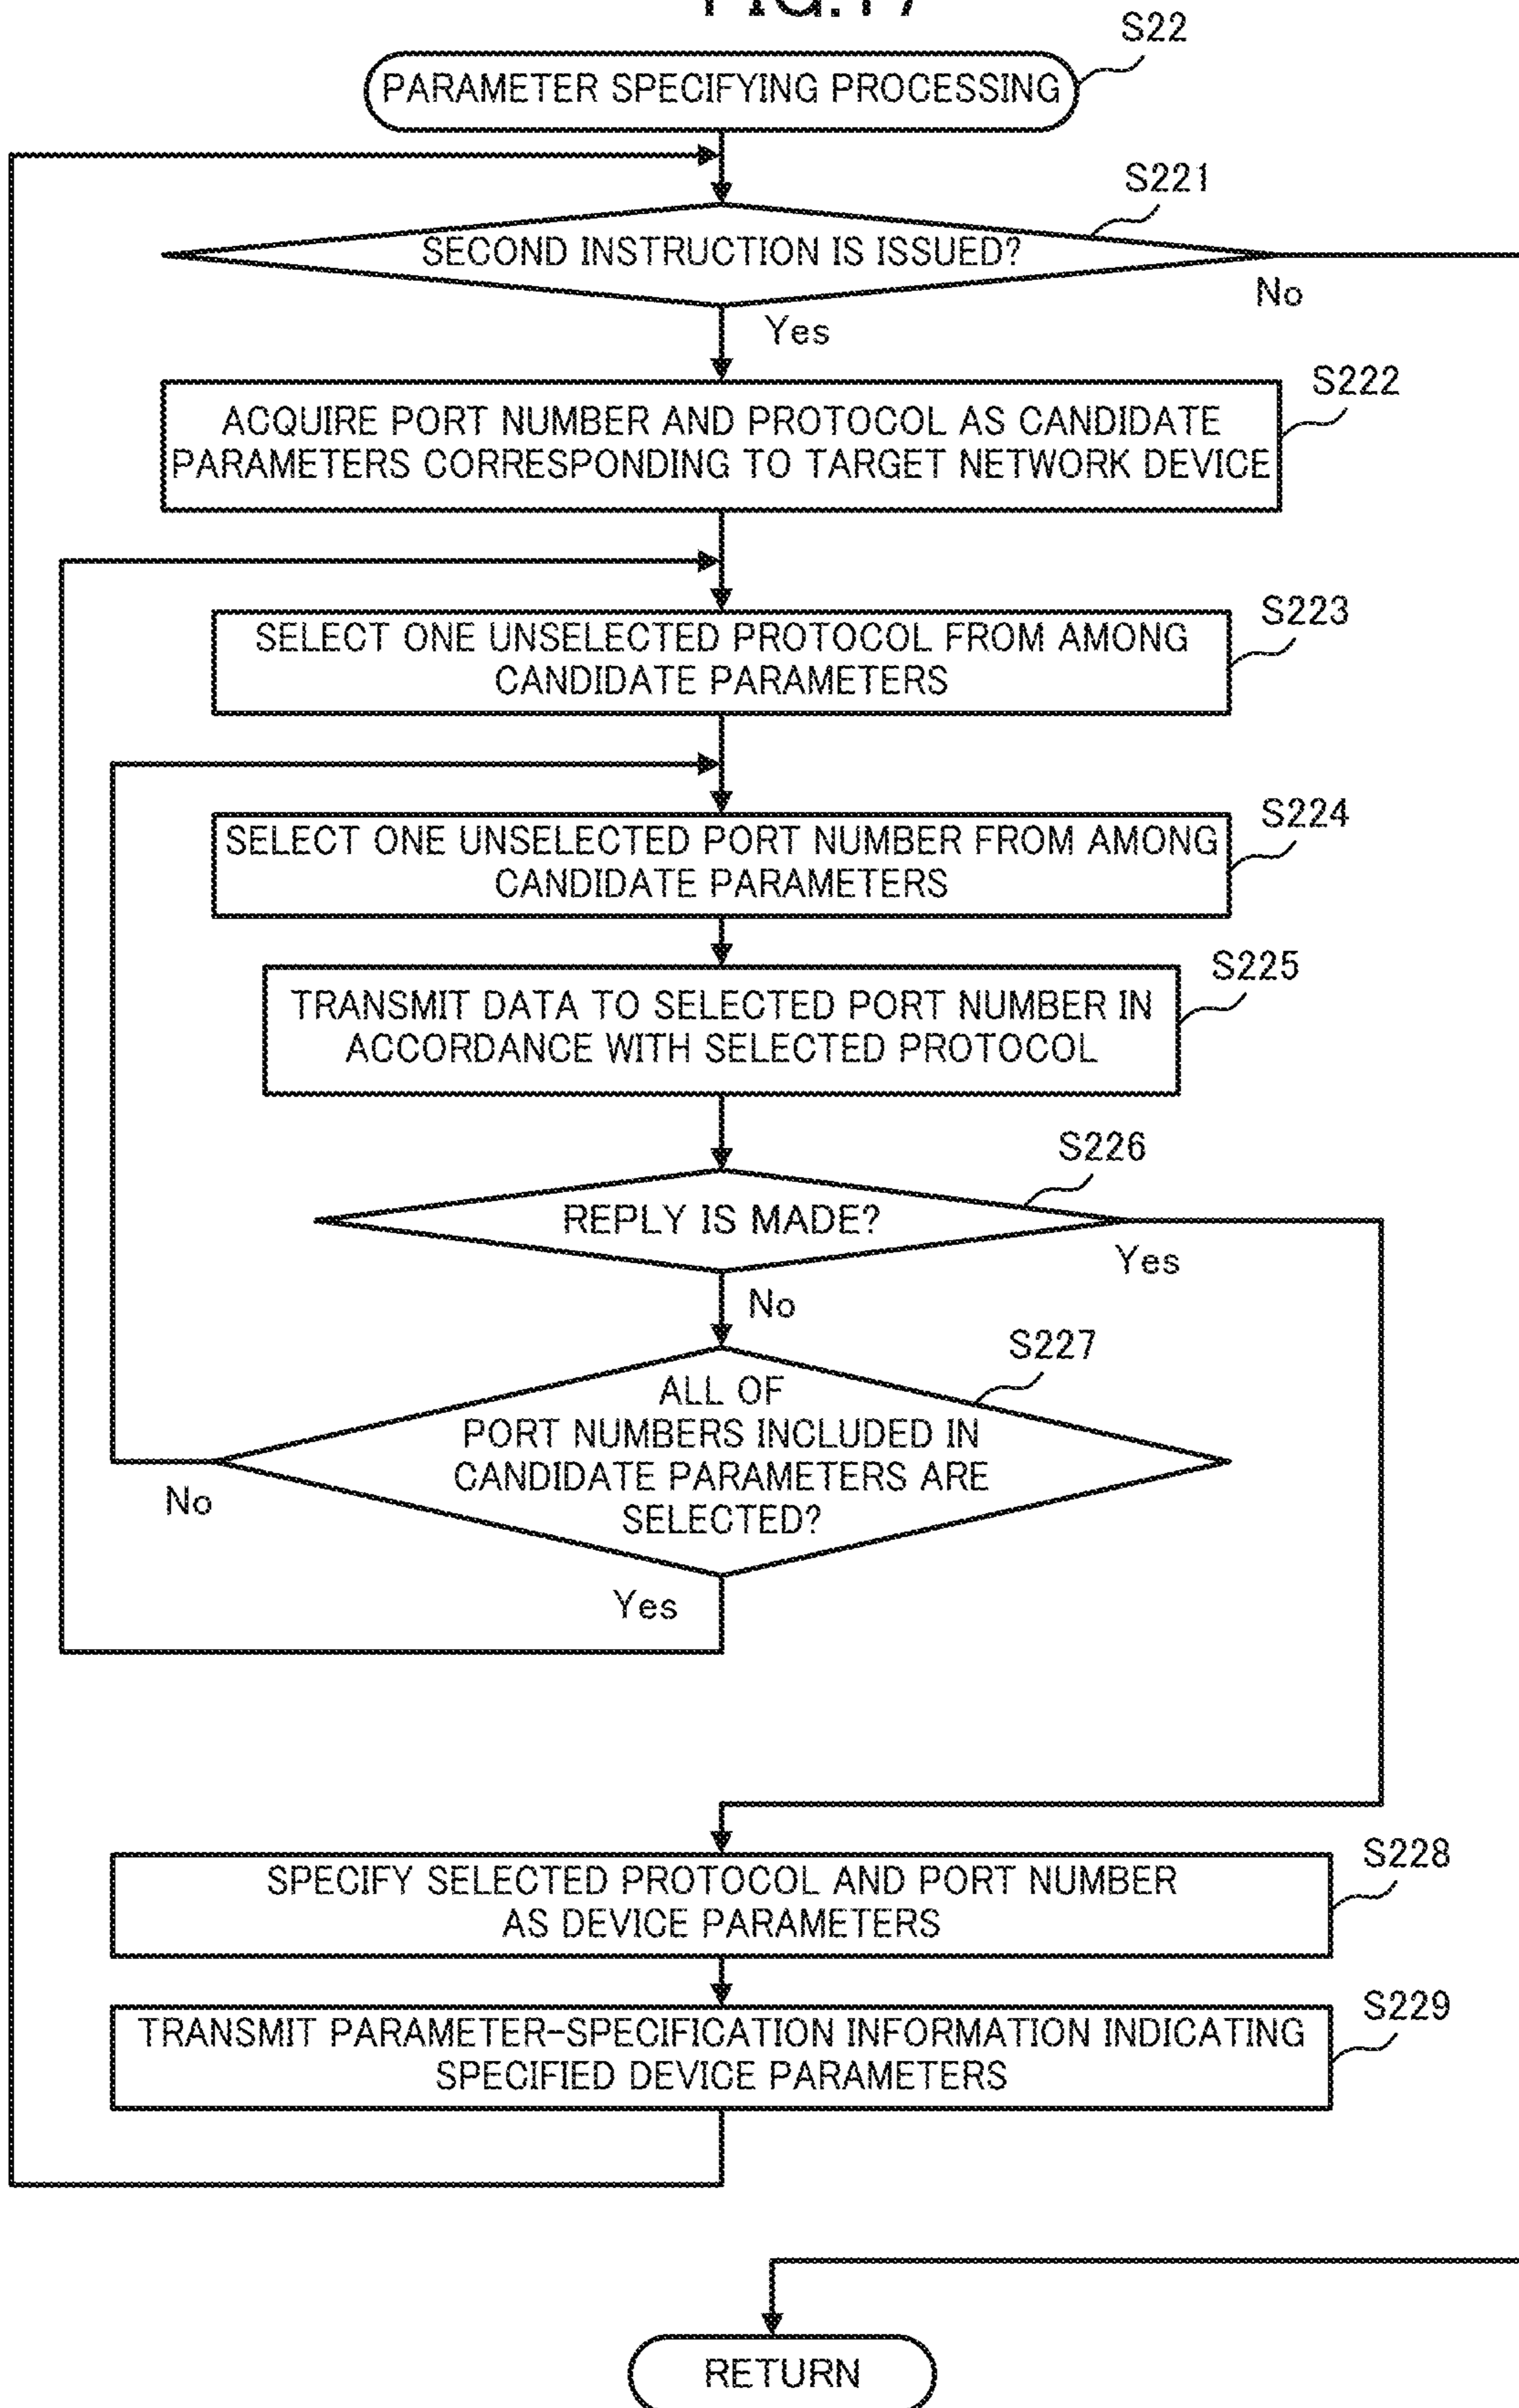 FIG.17
S22
PARAMETER SPECIFYING PROCESSING
S221
SECOND INSTRUCTION IS ISSUED?
No
Yes
S222
ACQUIRE PORT NUMBER AND PROTOCOL AS CANDIDATE
PARAMETERS CORRESPONDING TO TARGET NETWORK DEVICE
S223
SELECT ONE UNSELECTED PROTOCOL FROM AMONG
CANDIDATE PARAMETERS
S224
SELECT ONE UNSELECTED PORT NUMBER FROM AMONG
CANDIDATE PARAMETERS
S225
TRANSMIT DATA TO SELECTED PORT NUMBER IN
ACCORDANCE WITH SELECTED PROTOCOL
S226
REPLY IS MADE?
Yes
No
S227
ALL OF
PORT NUMBERS INCLUDED IN
CANDIDATE PARAMETERS ARE
SELECTED?
No
Yes
S228
SPECIFY SELECTED PROTOCOL AND PORT NUMBER
AS DEVICE PARAMETERS
S229
TRANSMIT PARAMETER-SPECIFICATION INFORMATION INDICATING
SPECIFIED DEVICE PARAMETERS
RETURN